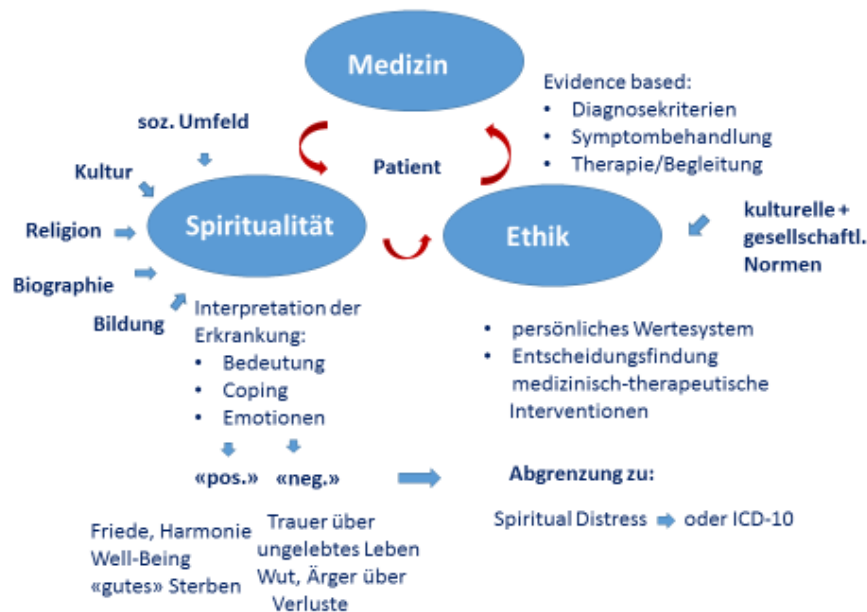 Medizin
Evidence based:
• Diagnosekriterien
• Symptombehandlung
• Therapie/Begleitung
soz. Umfeld
Patient
Kultur
Spiritualität
Ethik
kulturelle +
gesellschaftl.
Normen
Religion
Biographie
Bildung
Interpretation der
Erkrankung:
• Bedeutung
• Coping
• Emotionen
• persönliches Wertesystem
• Entscheidungsfindung
medizinisch-therapeutische
Interventionen
«pos.»
«neg.»
Abgrenzung zu:
Friede, Harmonie
Well-Being
«gutes» Sterben
Trauer über
ungelebtes Leben
Wut, Ärger über
Verluste
Spiritual Distress
oder ICD-10